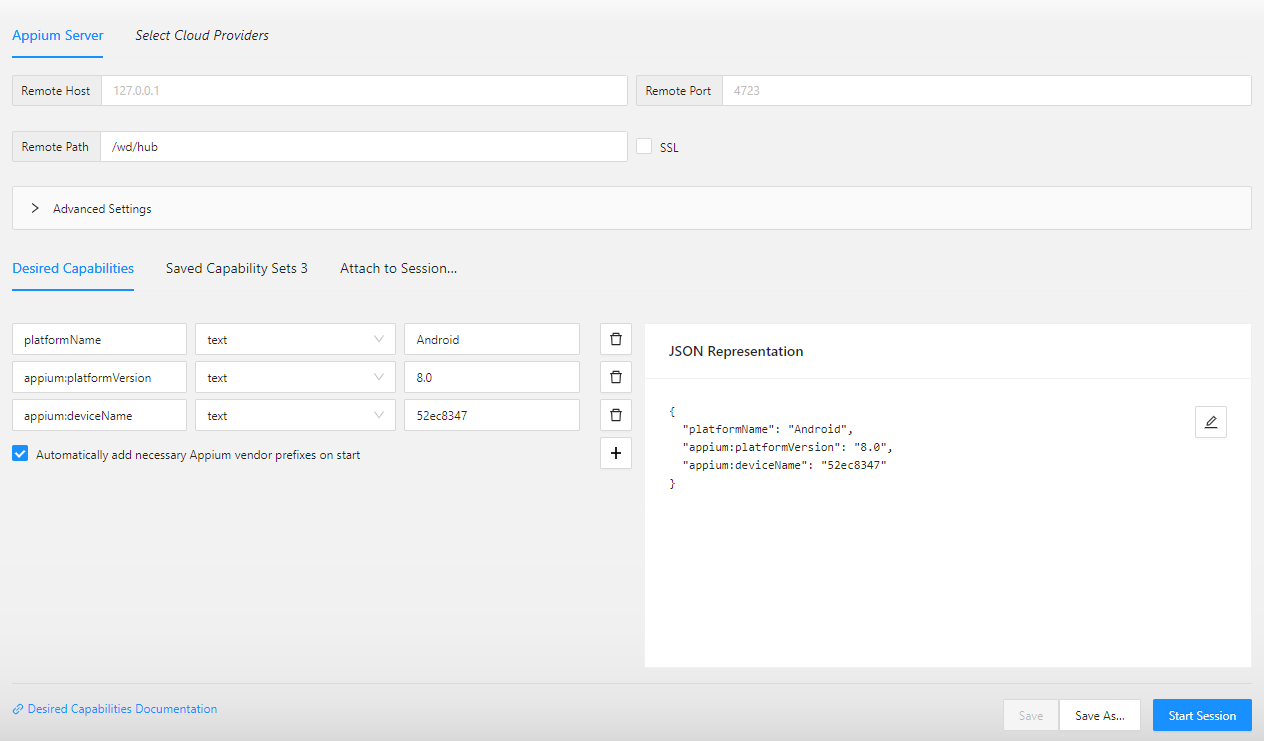 Appium Server Select Cloud Providers
Remote Host 127.0.0.1 Remote Port 4723
Remote Path /wd/hub SSL
Advanced Settings
Desired Capabilities Saved Capability Sets 3 Attach to Session...
platformName text Android
appium:platformVersion text 8.0
appium:deviceName text 52ec8347
Automatically add necessary Appium vendor prefixes on start
JSON Representation
{
"platformName": "Android",
"appium:platformVersion": "8.0",
"appium:deviceName": "52ec8347"
}
Desired Capabilities Documentation
Save Save As... Start Session